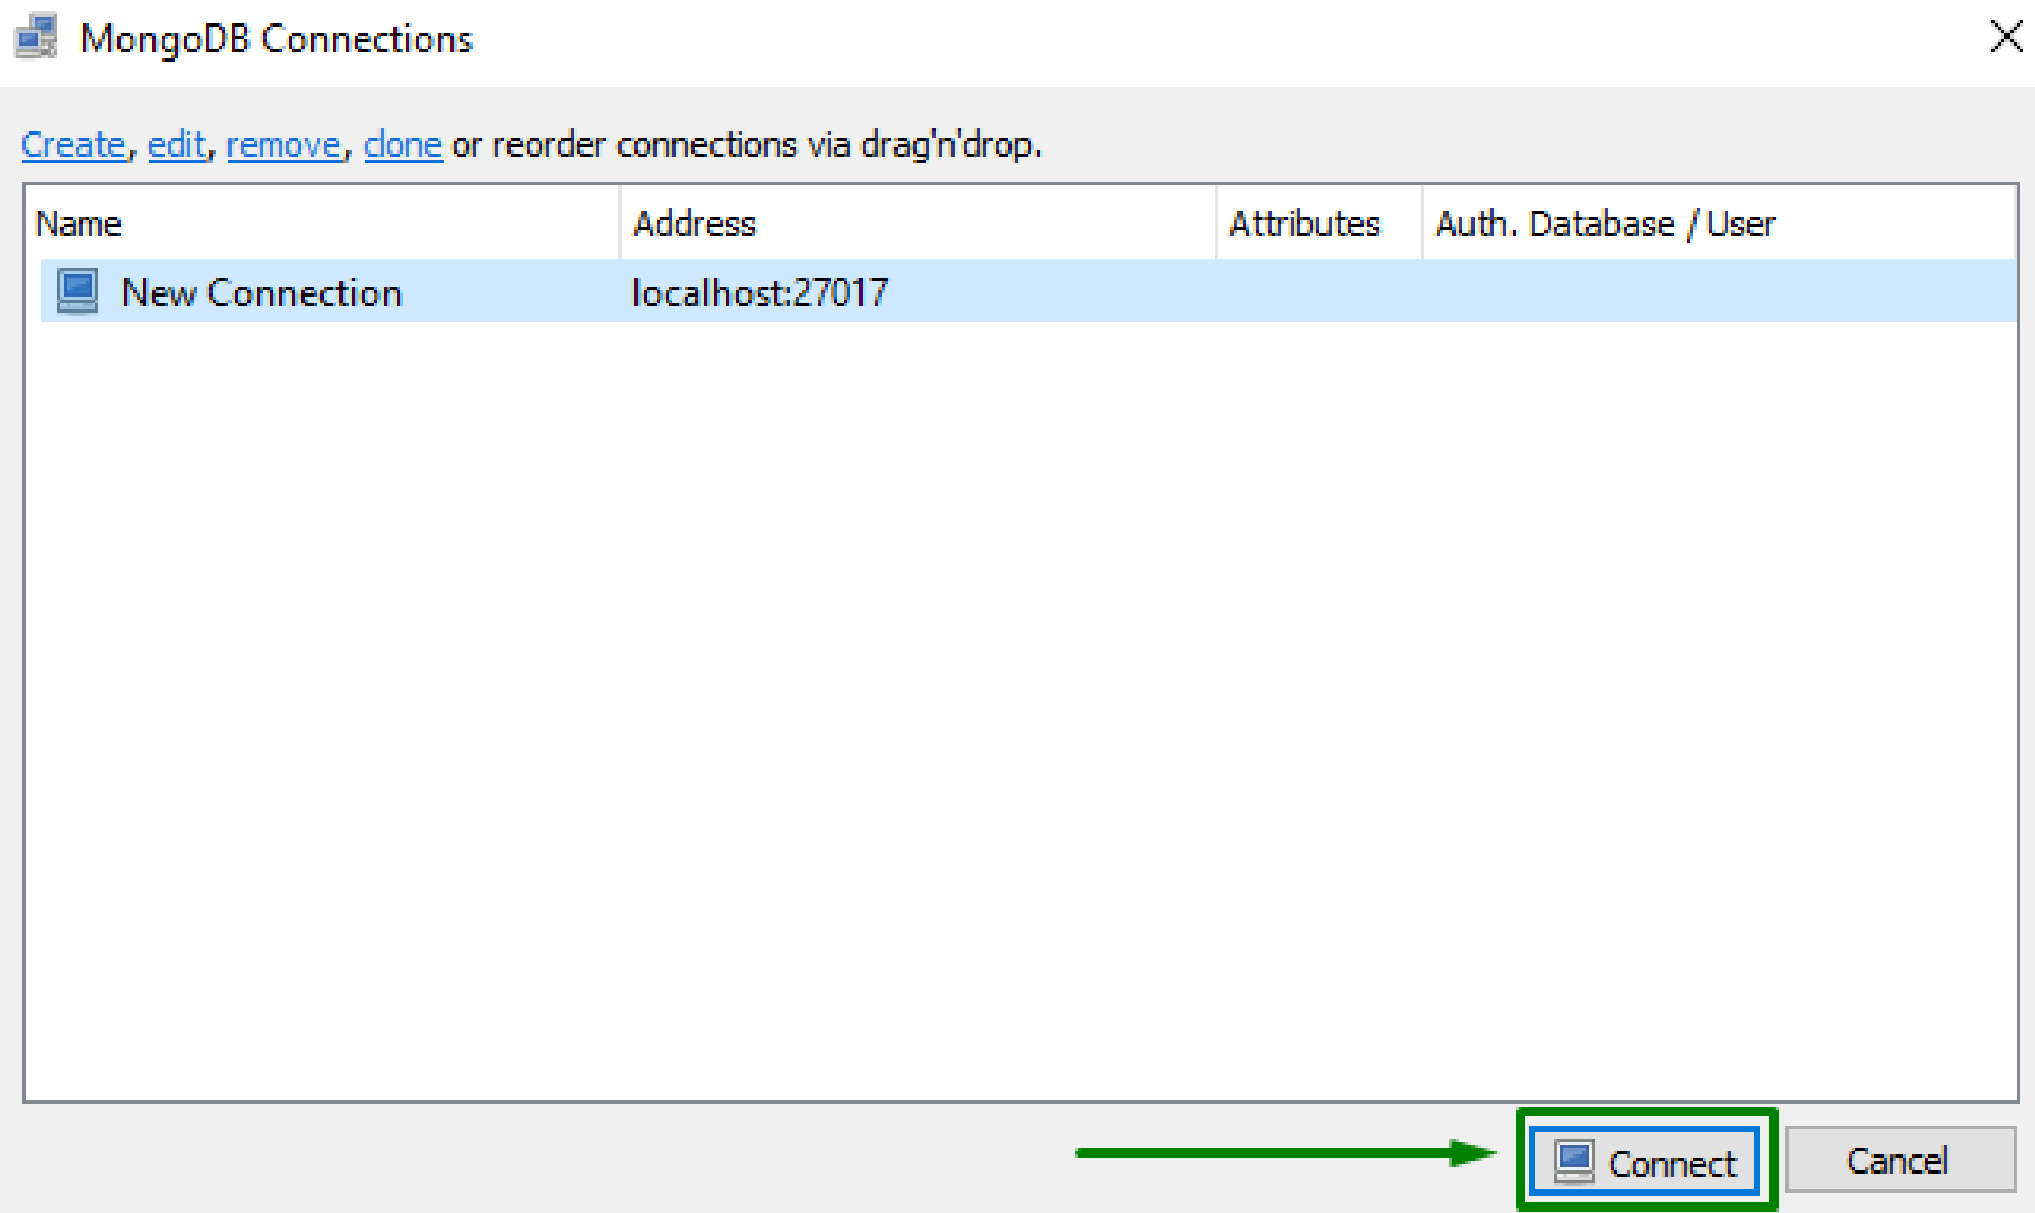 MongoDB Connections
Create, edit, remove, clone or reorder connections via drag'n'drop.
Name Address Attributes Auth. Database / User
New Connection localhost:27017
Connect Cancel